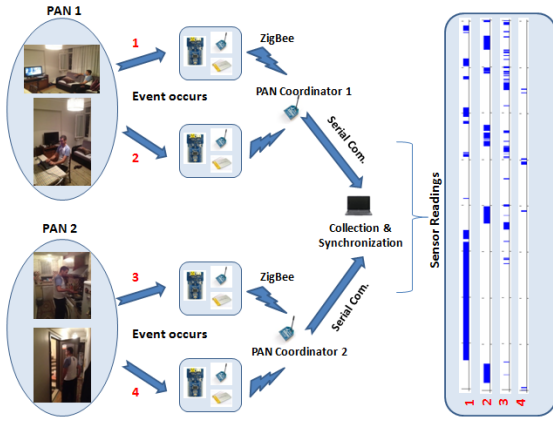 PAN 1
1
ZigBee
Event occurs
PAN Coordinator 1
2
Serial Com.
Collection &
Synchronization
Sensor Readings
PAN 2
3
ZigBee
Serial Com.
Event occurs
PAN Coordinator 2
4
1 2 3 4